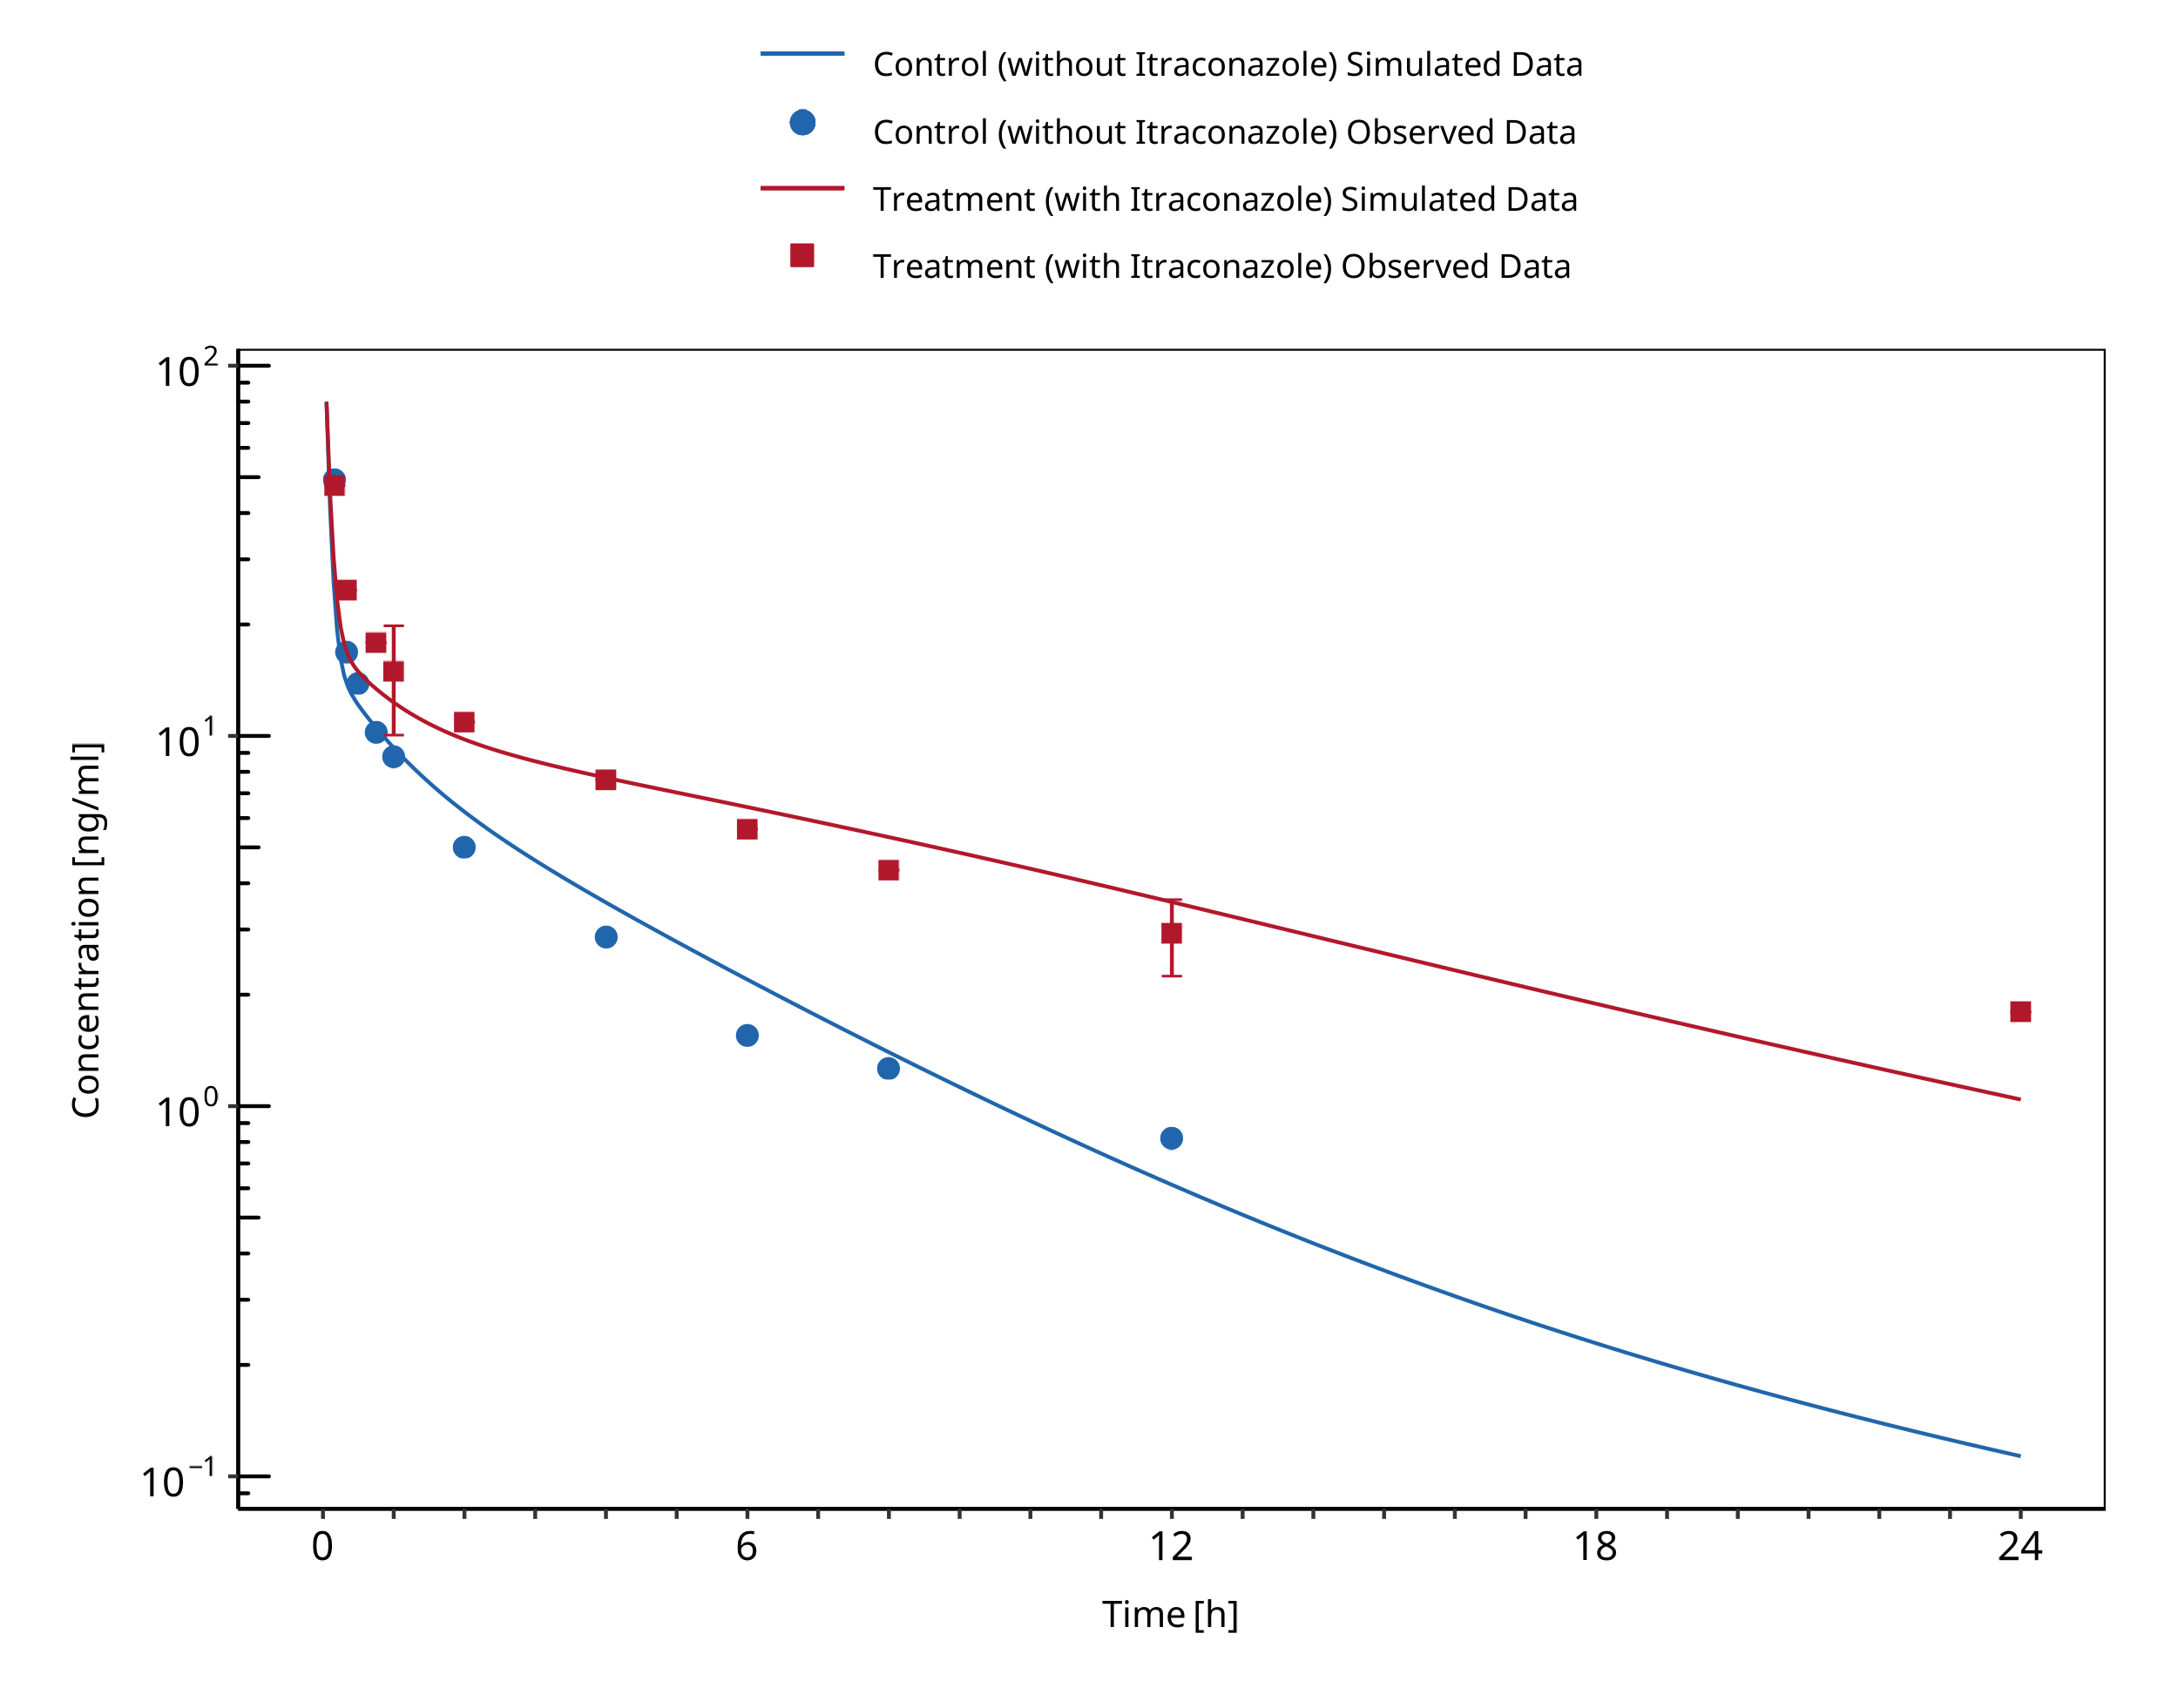 Control (without Itraconazole) Simulated Data
Control (without Itraconazole) Observed Data
Treatment (with Itraconazole) Simulated Data
Treatment (with Itraconazole) Observed Data
10²
10¹
10⁰
10⁻¹
Concentration [ng/ml]
0 6 12 18 24
Time [h]